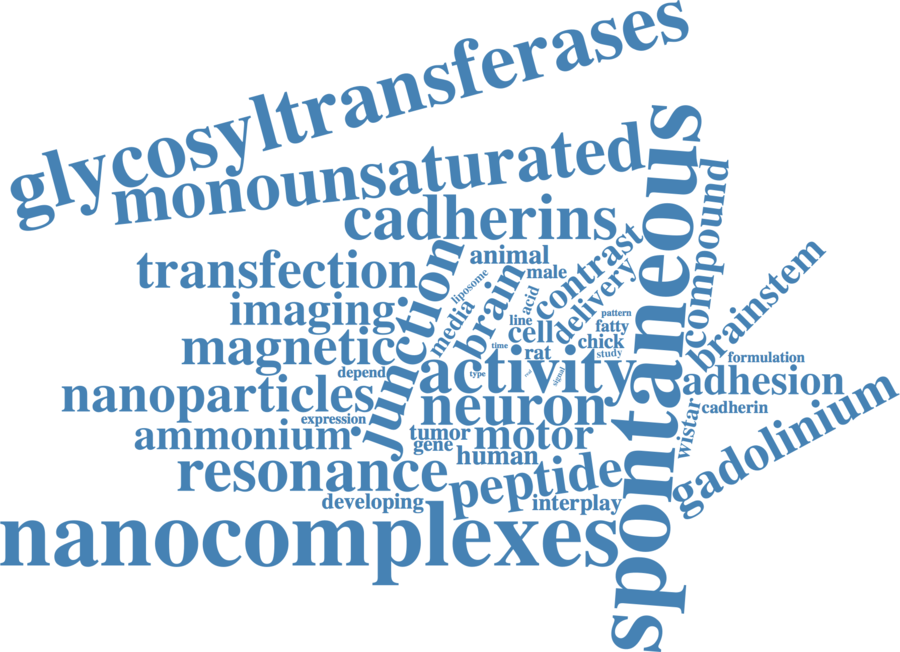 glycosyltransferases
monounsaturated
cadherins
spontaneous
compound
transfection
junction
animal
contrast
brain
male
liposome
acid
delivery
brainstem
imaging
media
line
cell
pattern
fatty
chick
magnetic
time
rat
study
formulation
depend
activity
type
signal
adhesion
nanoparticles
neuron
wistar
cadherin
gadolinium
expression
ammonium
tumor
motor
gene
human
resonance
peptide
developing
interplay
nanocomplexes